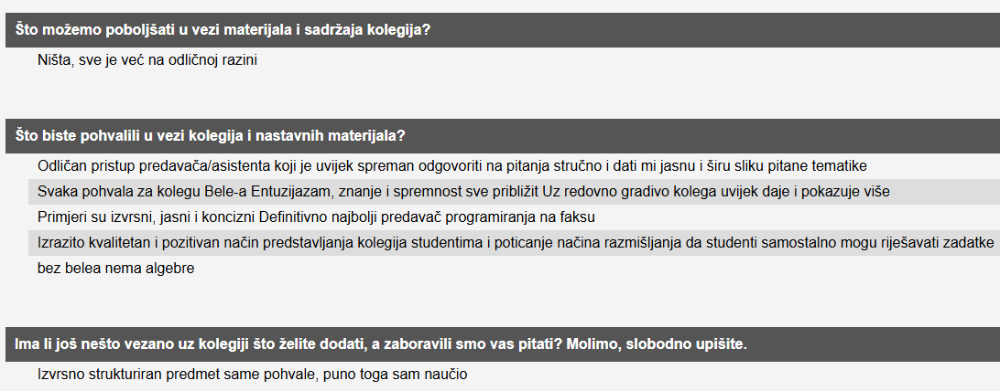 Što možemo poboljšati u vezi materijala i sadržaja kolegija?
Ništa, sve je već na odličnoj razini
Što biste pohvalili u vezi kolegija i nastavnih materijala?
Odličan pristup predavača/asistenta koji je uvijek spreman odgovoriti na pitanja stručno i dati mi jasnu i širu sliku pitane tematike
Svaka pohvala za kolegu Bele-a Entuzijazam, znanje i spremnost sve približit Uz redovno gradivo kolega uvijek daje i pokazuje više
Primjeri su izvrsni, jasni i koncizni Definitivno najbolji predavač programiranja na faksu
Izrazito kvalitetan i pozitivan način predstavljanja kolegija studentima i poticanje načina razmišljanja da studenti samostalno mogu riješavati zadatke
bez belea nema algebre
Ima li još nešto vezano uz kolegiji što želite dodati, a zaboravili smo vas pitati? Molimo, slobodno upišite.
Izvrsno strukturiran predmet same pohvale, puno toga sam naučio